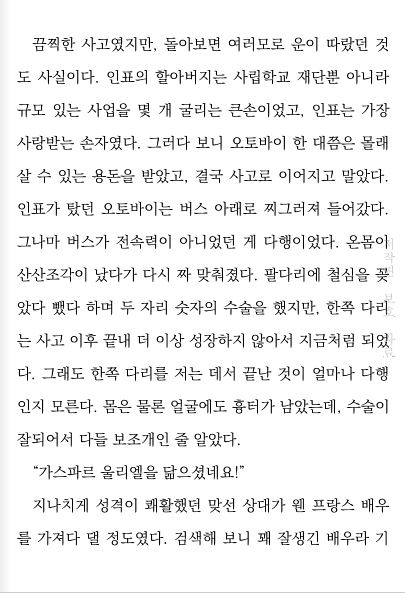 끔찍한 사고였지만, 돌아보면 여러모로 운이 따랐던 것
도 사실이다. 인표의 할아버지는 사립학교 재단뿐 아니라
규모 있는 사업을 몇 개 굴리는 큰손이었고, 인표는 가장
사랑받는 손자였다. 그러다 보니 오토바이 한 대쯤은 몰래
살 수 있는 용돈을 받았고, 결국 사고로 이어지고 말았다.
인표가 탔던 오토바이는 버스 아래로 찌그러져 들어갔다.
그나마 버스가 전속력이 아니었던 게 다행이었다. 온몸이
산산조각이 났다가 다시 짜 맞춰졌다. 팔다리에 철심을 꽂
았다 뺐다 하며 두 자리 숫자의 수술을 했지만, 한쪽 다리
는 사고 이후 끝내 더 이상 성장하지 않아서 지금처럼 되었
다. 그래도 한쪽 다리를 저는 데서 끝난 것이 얼마나 다행
인지 모른다. 몸은 물론 얼굴에도 흉터가 남았는데, 수술이
잘되어서 다들 보조개인 줄 알았다.
“가스파르 울리엘을 닮으셨네요!”
지나치게 성격이 쾌활했던 맞선 상대가 웬 프랑스 배우
를 가져다 댈 정도였다. 검색해 보니 꽤 잘생긴 배우라 기